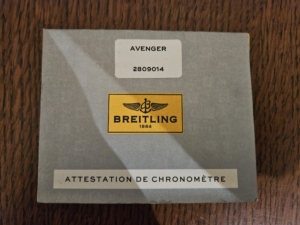 AVENGER
2809014
BREITLING
1884
ATTESTATION DE CHRONOMÈTRE